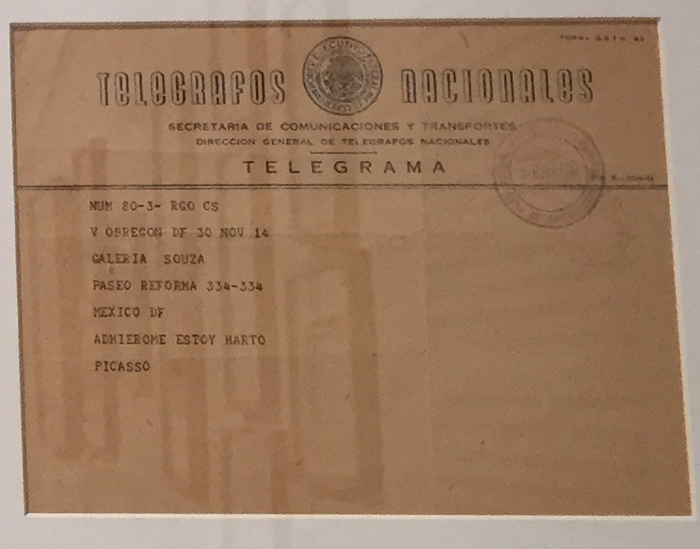 TELEGRAFOS NACIONALES
SECRETARIA DE COMUNICACIONES Y TRANSPORTES
DIRECCION GENERAL DE TELEGRAFOS NACIONALES
TELEGRAMA
NUM 80-3- RGO CS
V OBREGON DF 30 NOV 14
GALERIA SOUZA
PASEO REFORMA 334-334
MEXICO DF
ADMIEROME ESTOY HARTO
PICASSO